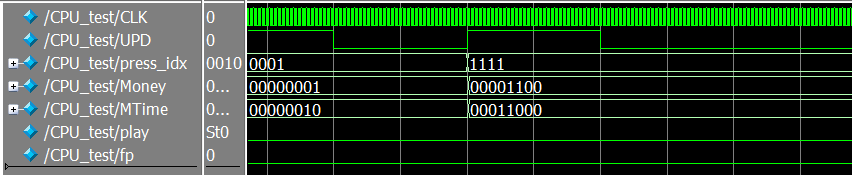 /CPU_test/CLK 0
/CPU_test/UPD 0
/CPU_test/press_idx 0010 0001 1111
/CPU_test/Money 0... 00000001 00001100
/CPU_test/MTime 0... 00000010 00011000
/CPU_test/play St0
/CPU_test/fp 0